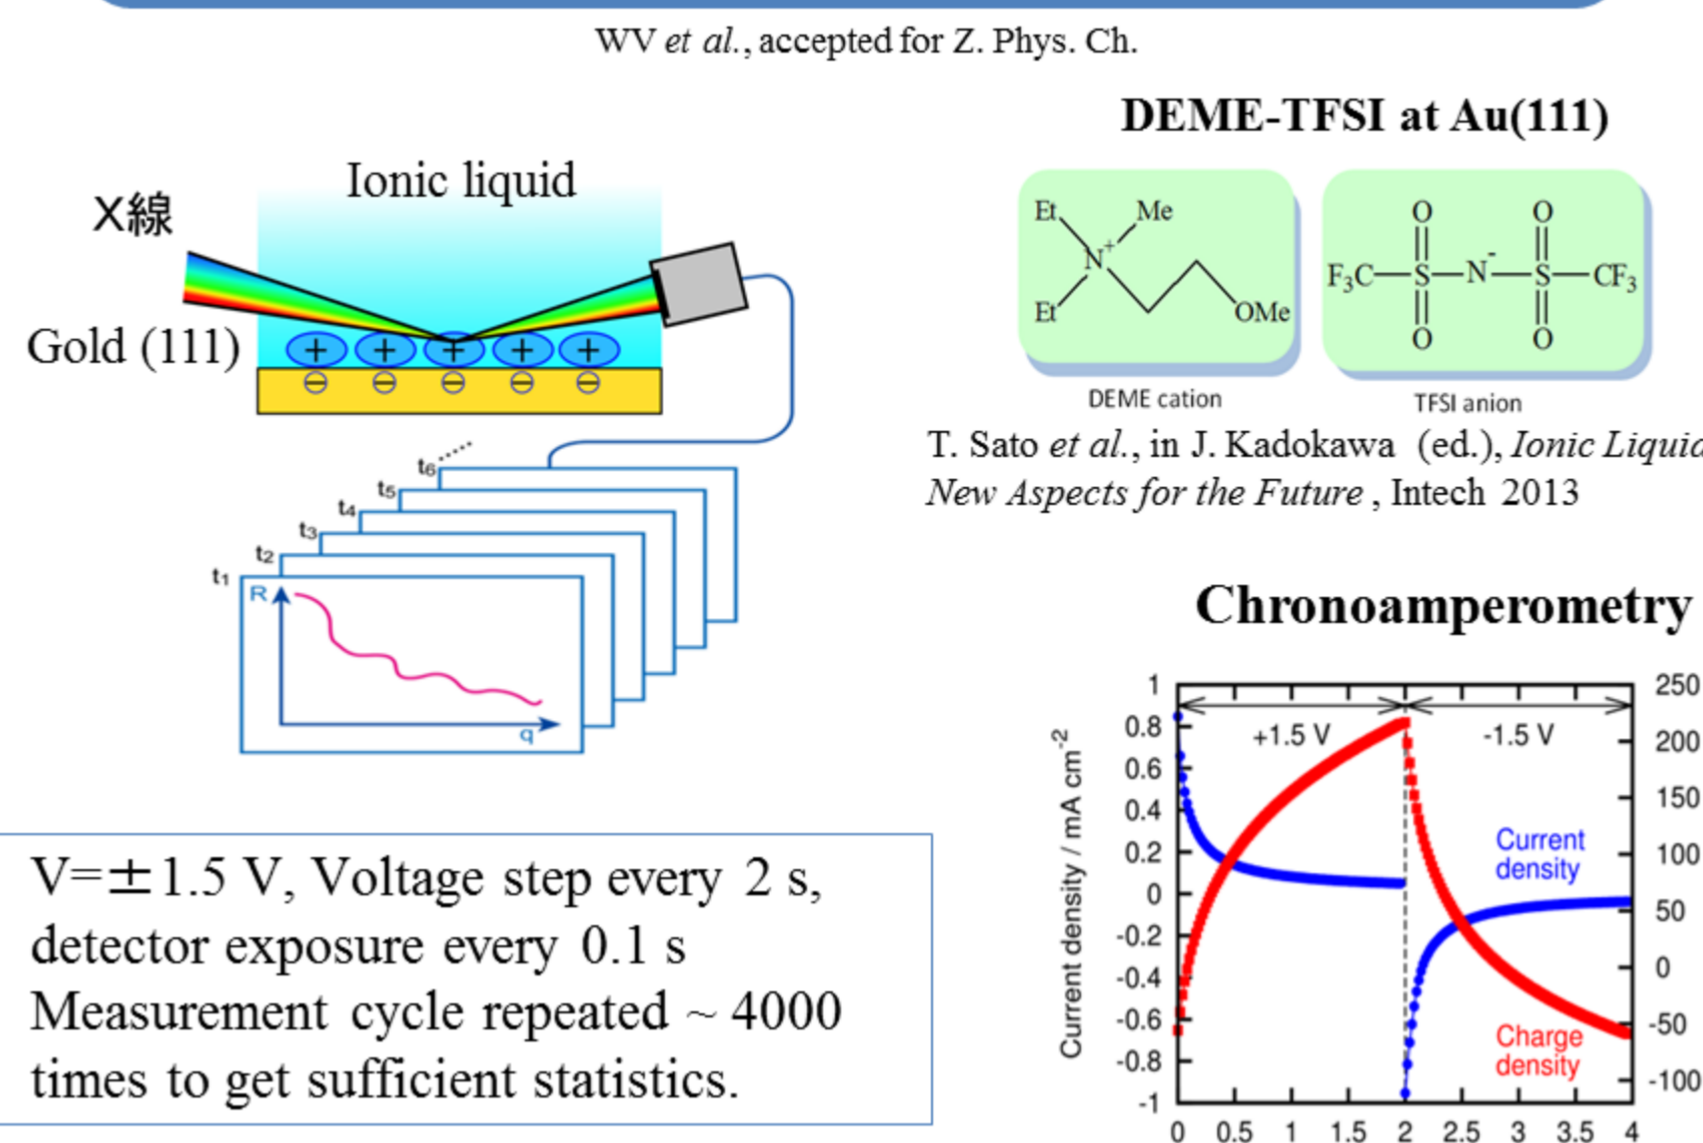 WV et al., accepted for Z. Phys. Ch.
Ionic liquid
X線
Gold (111)
+ + + + +
− − − − −
t6
t5
t4
t3
t2
t1
R
q
V=±1.5 V, Voltage step every 2 s,
detector exposure every 0.1 s
Measurement cycle repeated ~ 4000
times to get sufficient statistics.
DEME-TFSI at Au(111)
Et Me
N+
Et OMe
DEME cation
O O
F3C S N- S CF3
O O
TFSI anion
T. Sato et al., in J. Kadokawa (ed.), Ionic
New Aspects for the Future , Intech 2013
Chronoamperometry
Current density / mA cm-2
1
0.8
0.6
0.4
0.2
0
-0.2
-0.4
-0.6
-0.8
-1
+1.5 V -1.5 V
Current
density
Charge
density
250
200
150
100
50
0
-50
-100
0 0.5 1 1.5 2 2.5 3 3.5 4